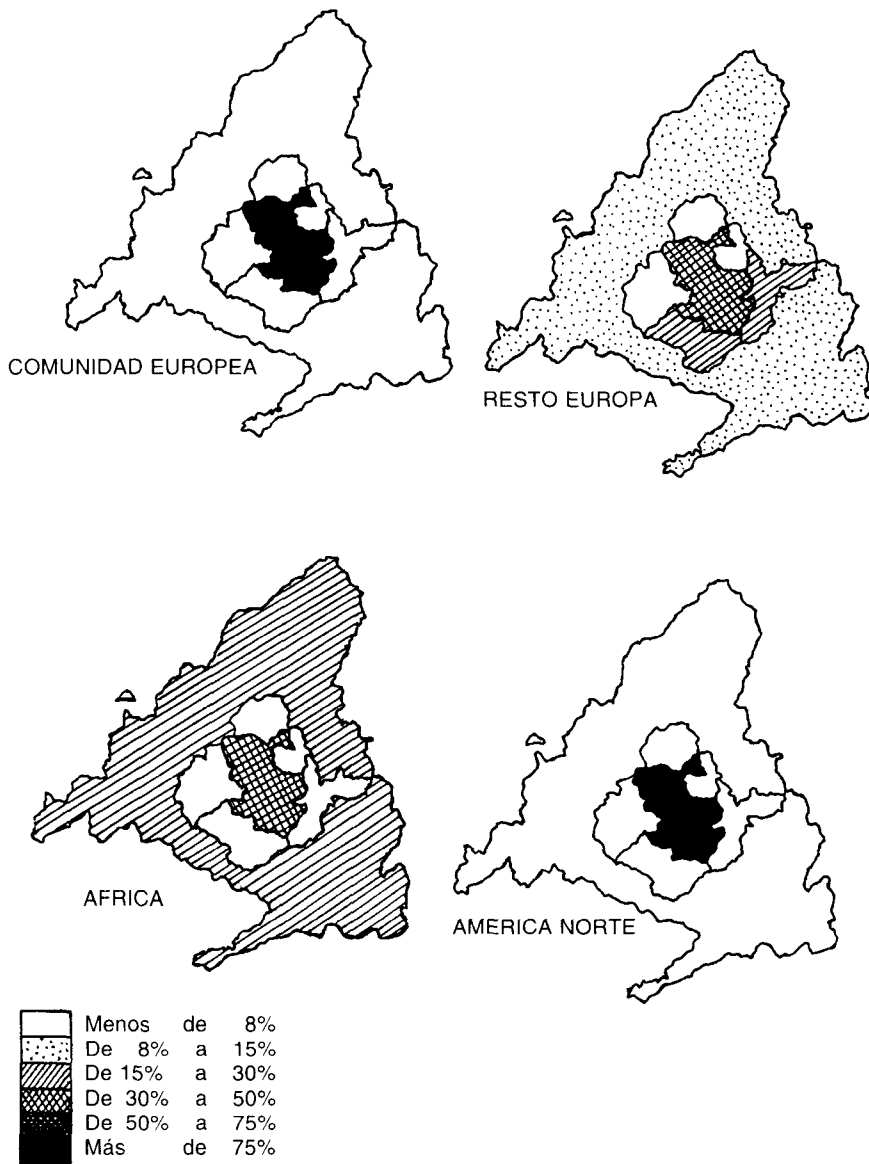 COMUNIDAD EUROPEA
RESTO EUROPA
AFRICA
AMERICA NORTE
Menos de 8%
De 8% a 15%
De 15% a 30%
De 30% a 50%
De 50% a 75%
Más de 75%